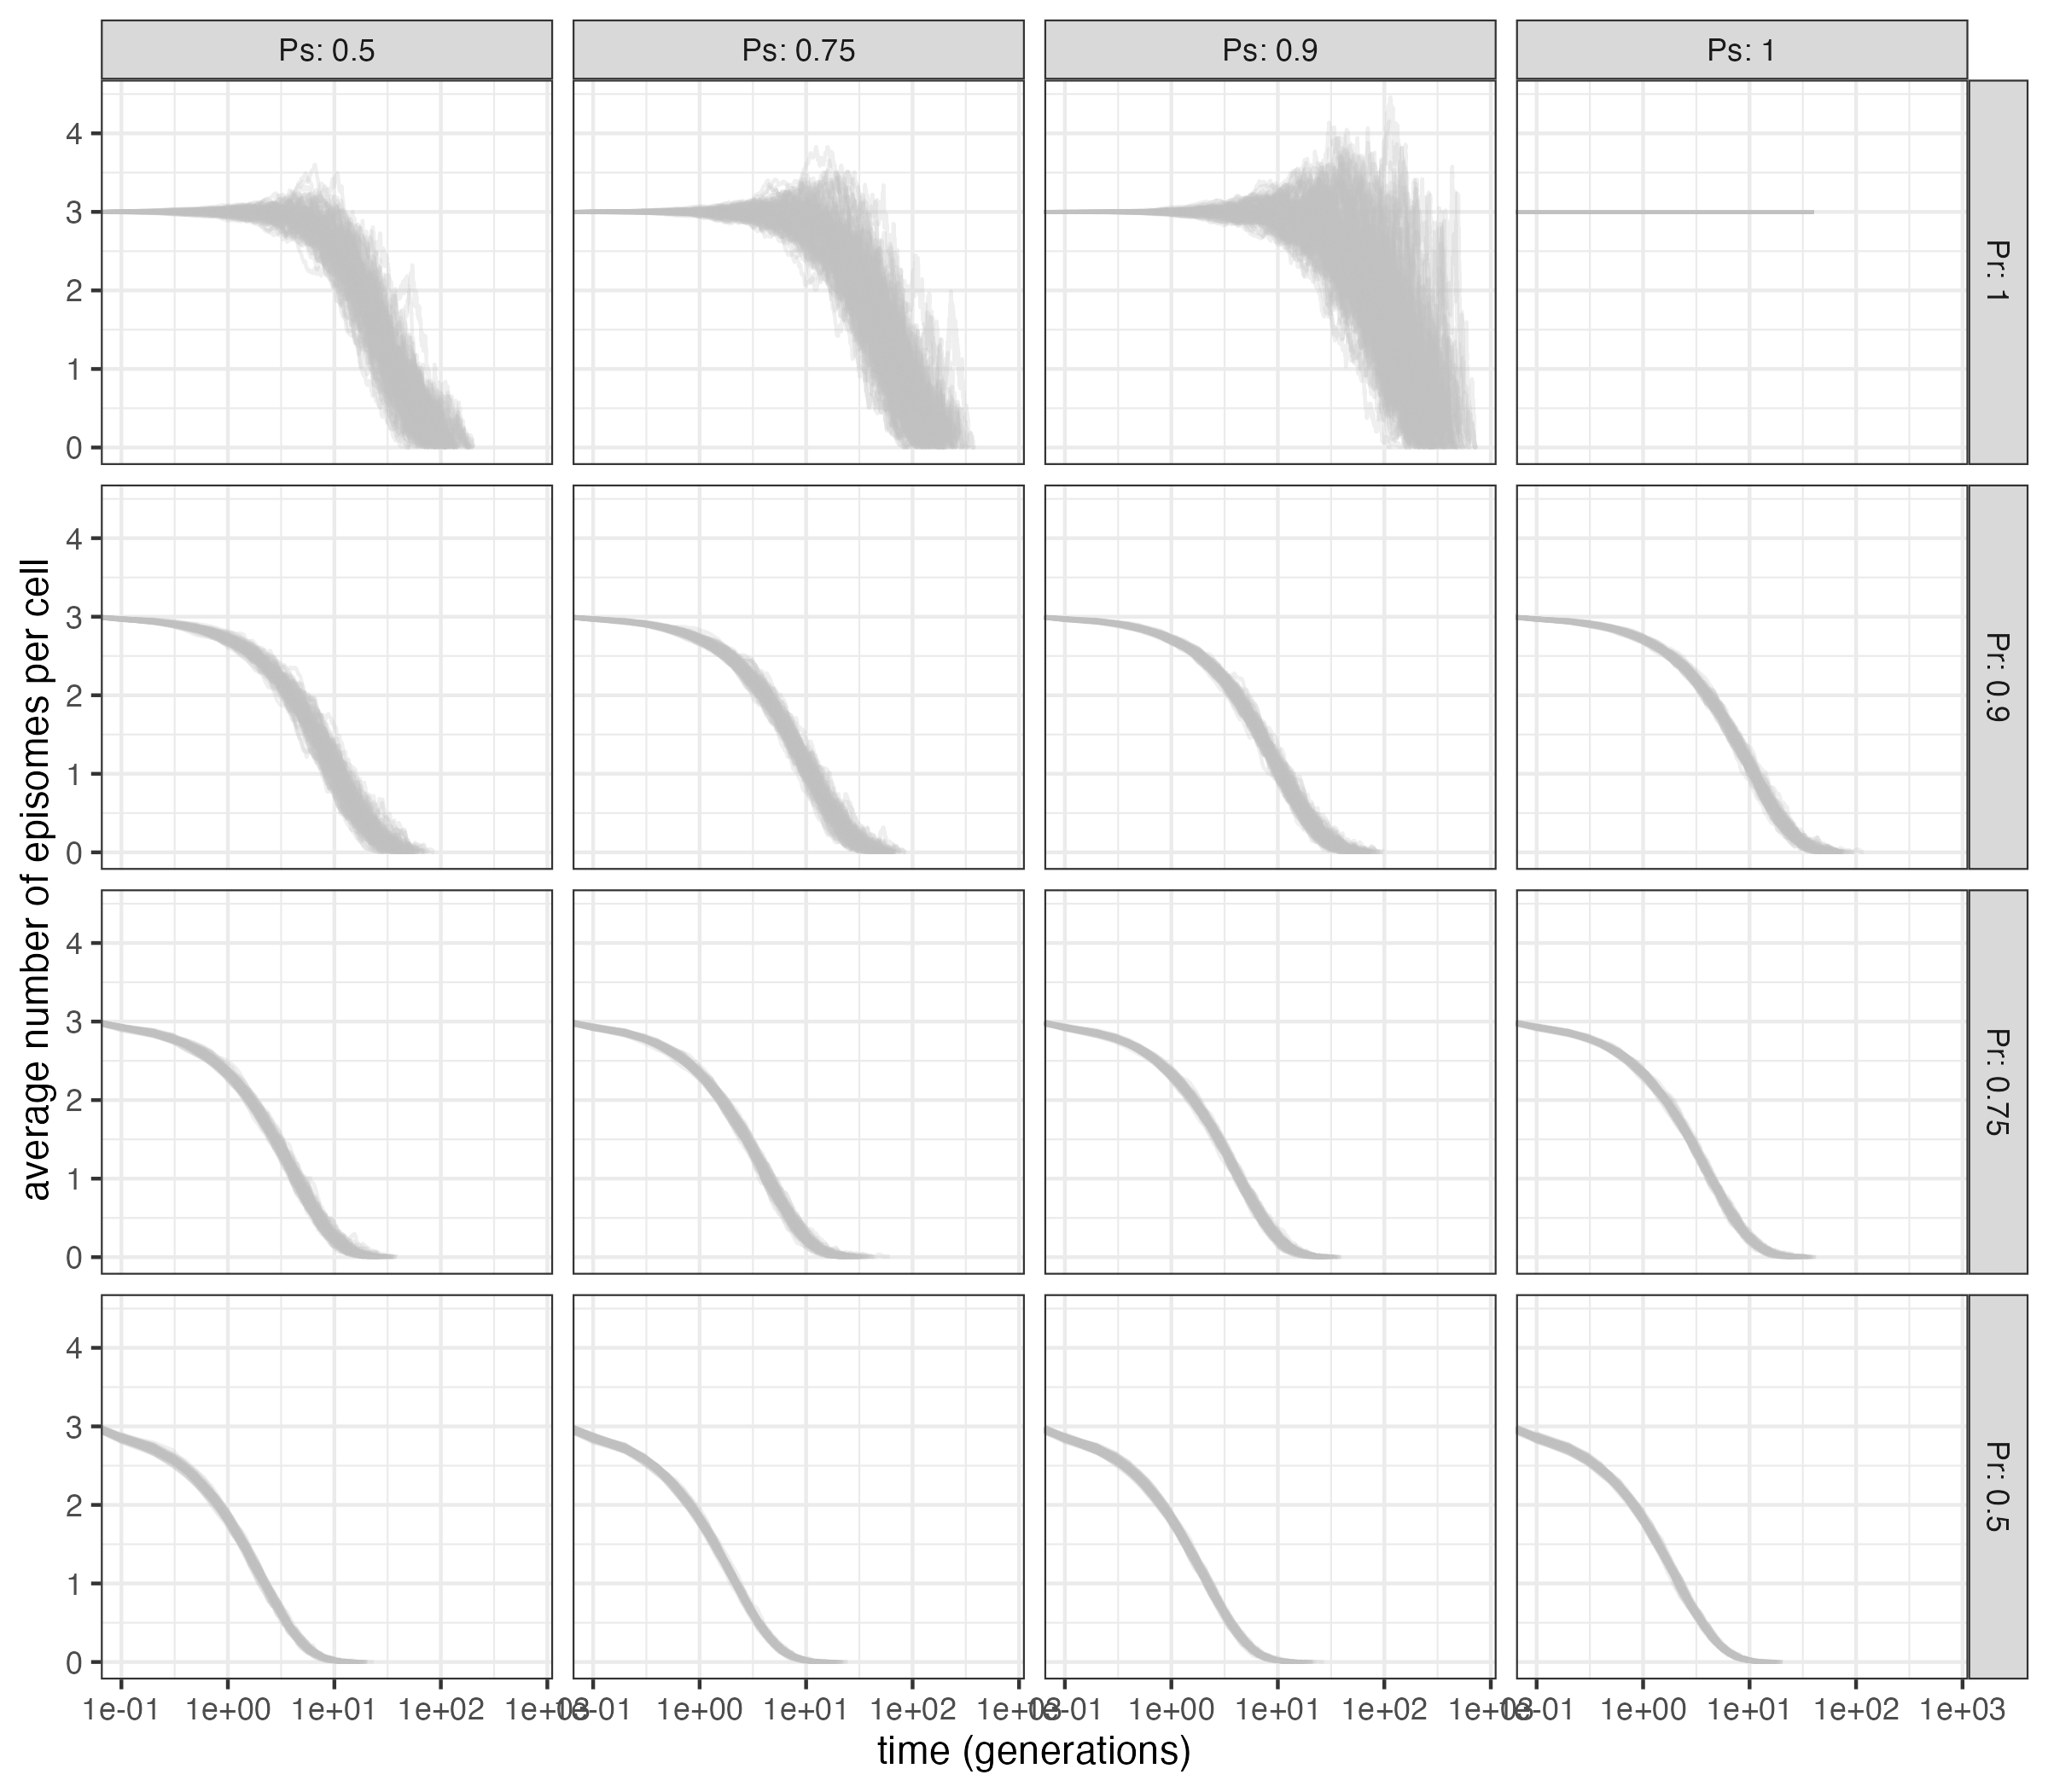 Ps: 0.5
Ps: 0.75
Ps: 0.9
Ps: 1
4
3
2
1
0
Pr: 1
4
3
2
1
0
Pr: 0.9
4
3
2
1
0
Pr: 0.75
4
3
2
1
0
Pr: 0.5
average number of episomes per cell
1e-01 1e+00 1e+01 1e+02 1e+03
1e-01 1e+00 1e+01 1e+02 1e+03
1e-01 1e+00 1e+01 1e+02 1e+03
1e-01 1e+00 1e+01 1e+02 1e+03
time (generations)